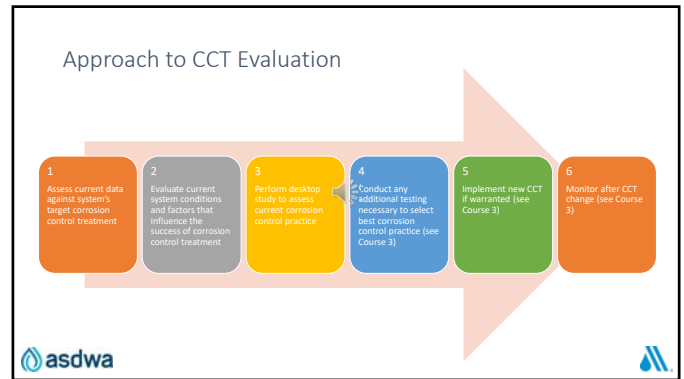 Approach to CCT Evaluation
1
Assess current data
against system's
target corrosion
control treatment
2
Evaluate current
system conditions
and factors that
influence the
success of corrosion
control treatment
3
Perform desktop
study to assess
current corrosion
control practice
4
Conduct any
additional testing
necessary to select
best corrosion
control practice (see
Course 3)
5
Implement new CCT
if warranted (see
Course 3)
6
Monitor after CCT
change (see Course
3)
asdwa